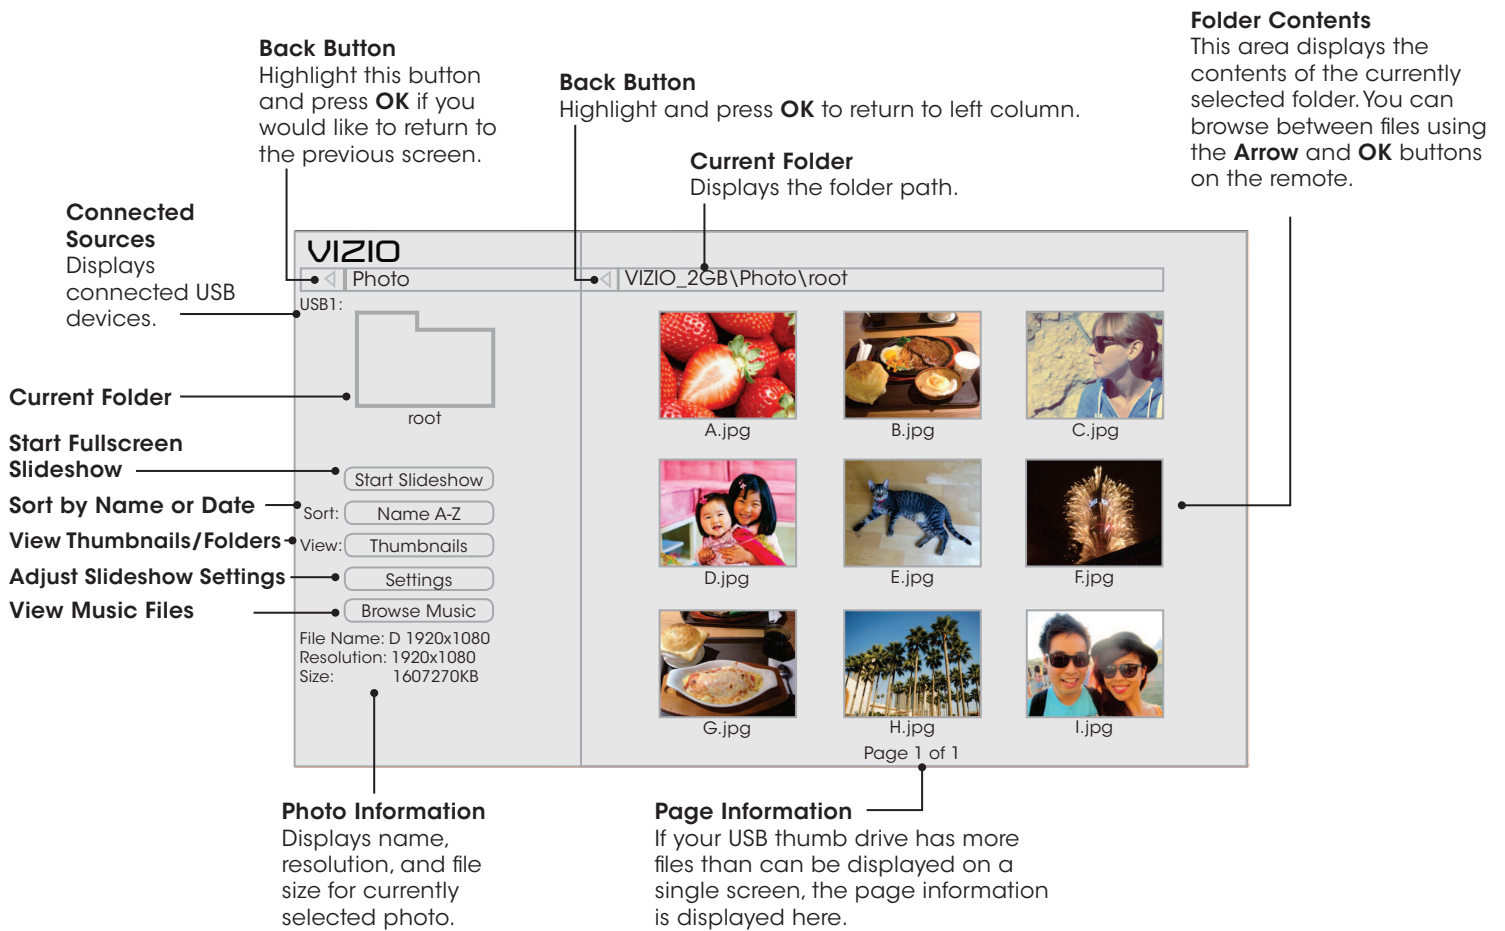 Folder Contents
This area displays the
contents of the currently
selected folder. You can
browse between files using
the Arrow and OK buttons
on the remote.
Back Button
Highlight this button
and press OK if you
would like to return to
the previous screen.
Back Button
Highlight and press OK to return to left column.
Current Folder
Displays the folder path.
Connected
Sources
Displays
connected USB
devices.
Current Folder
Start Fullscreen
Slideshow
Sort by Name or Date
View Thumbnails/Folders
Adjust Slideshow Settings
View Music Files
VIZIO
Photo
USB1:
root
Start Slideshow
Sort: Name A-Z
View: Thumbnails
Settings
Browse Music
File Name: D 1920x1080
Resolution: 1920x1080
Size: 1607270KB
VIZIO_2GB\Photo\root
A.jpg B.jpg C.jpg
D.jpg E.jpg F.jpg
G.jpg H.jpg I.jpg
Page 1 of 1
Photo Information
Displays name,
resolution, and file
size for currently
selected photo.
Page Information
If your USB thumb drive has more
files than can be displayed on a
single screen, the page information
is displayed here.